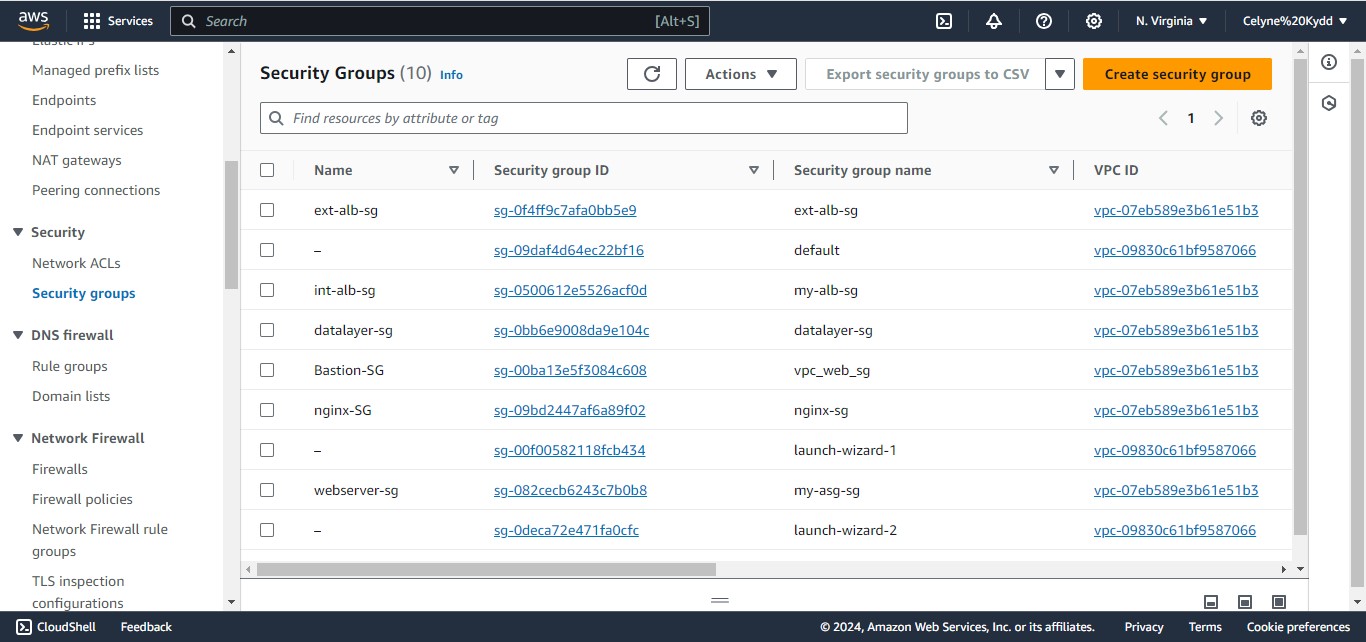 aws
Services
Search
[Alt+S]
N. Virginia
Celyne%20Kydd
Elastic IPs
Managed prefix lists
Endpoints
Endpoint services
NAT gateways
Peering connections
Security
Network ACLs
Security groups
DNS firewall
Rule groups
Domain lists
Network Firewall
Firewalls
Firewall policies
Network Firewall rule
groups
TLS inspection
configurations
Security Groups (10) Info
Actions
Export security groups to CSV
Create security group
Find resources by attribute or tag
1
Name Security group ID Security group name VPC ID
ext-alb-sg sg-0f4ff9c7afa0bb5e9 ext-alb-sg vpc-07eb589e3b61e51b3
– sg-09daf4d64ec22bf16 default vpc-09830c61bf9587066
int-alb-sg sg-0500612e5526acf0d my-alb-sg vpc-07eb589e3b61e51b3
datalayer-sg sg-0bb6e9008da9e104c datalayer-sg vpc-07eb589e3b61e51b3
Bastion-SG sg-00ba13e5f3084c608 vpc_web_sg vpc-07eb589e3b61e51b3
nginx-SG sg-09bd2447af6a89f02 nginx-sg vpc-07eb589e3b61e51b3
– sg-00f00582118fcb434 launch-wizard-1 vpc-09830c61bf9587066
webserver-sg sg-082cecb6243c7b0b8 my-asg-sg vpc-07eb589e3b61e51b3
– sg-0deca72e471fa0cfc launch-wizard-2 vpc-09830c61bf9587066
CloudShell
Feedback
© 2024, Amazon Web Services, Inc. or its affiliates.
Privacy
Terms
Cookie preferences